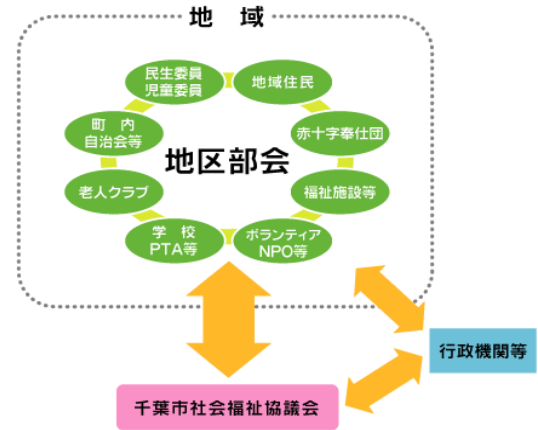 地 域
民生委員
児童委員
地域住民
町 内
自治会等
赤十字奉仕団
地区部会
老人クラブ
福祉施設等
学 校
PTA等
ボランティア
NPO等
行政機関等
千葉市社会福祉協議会